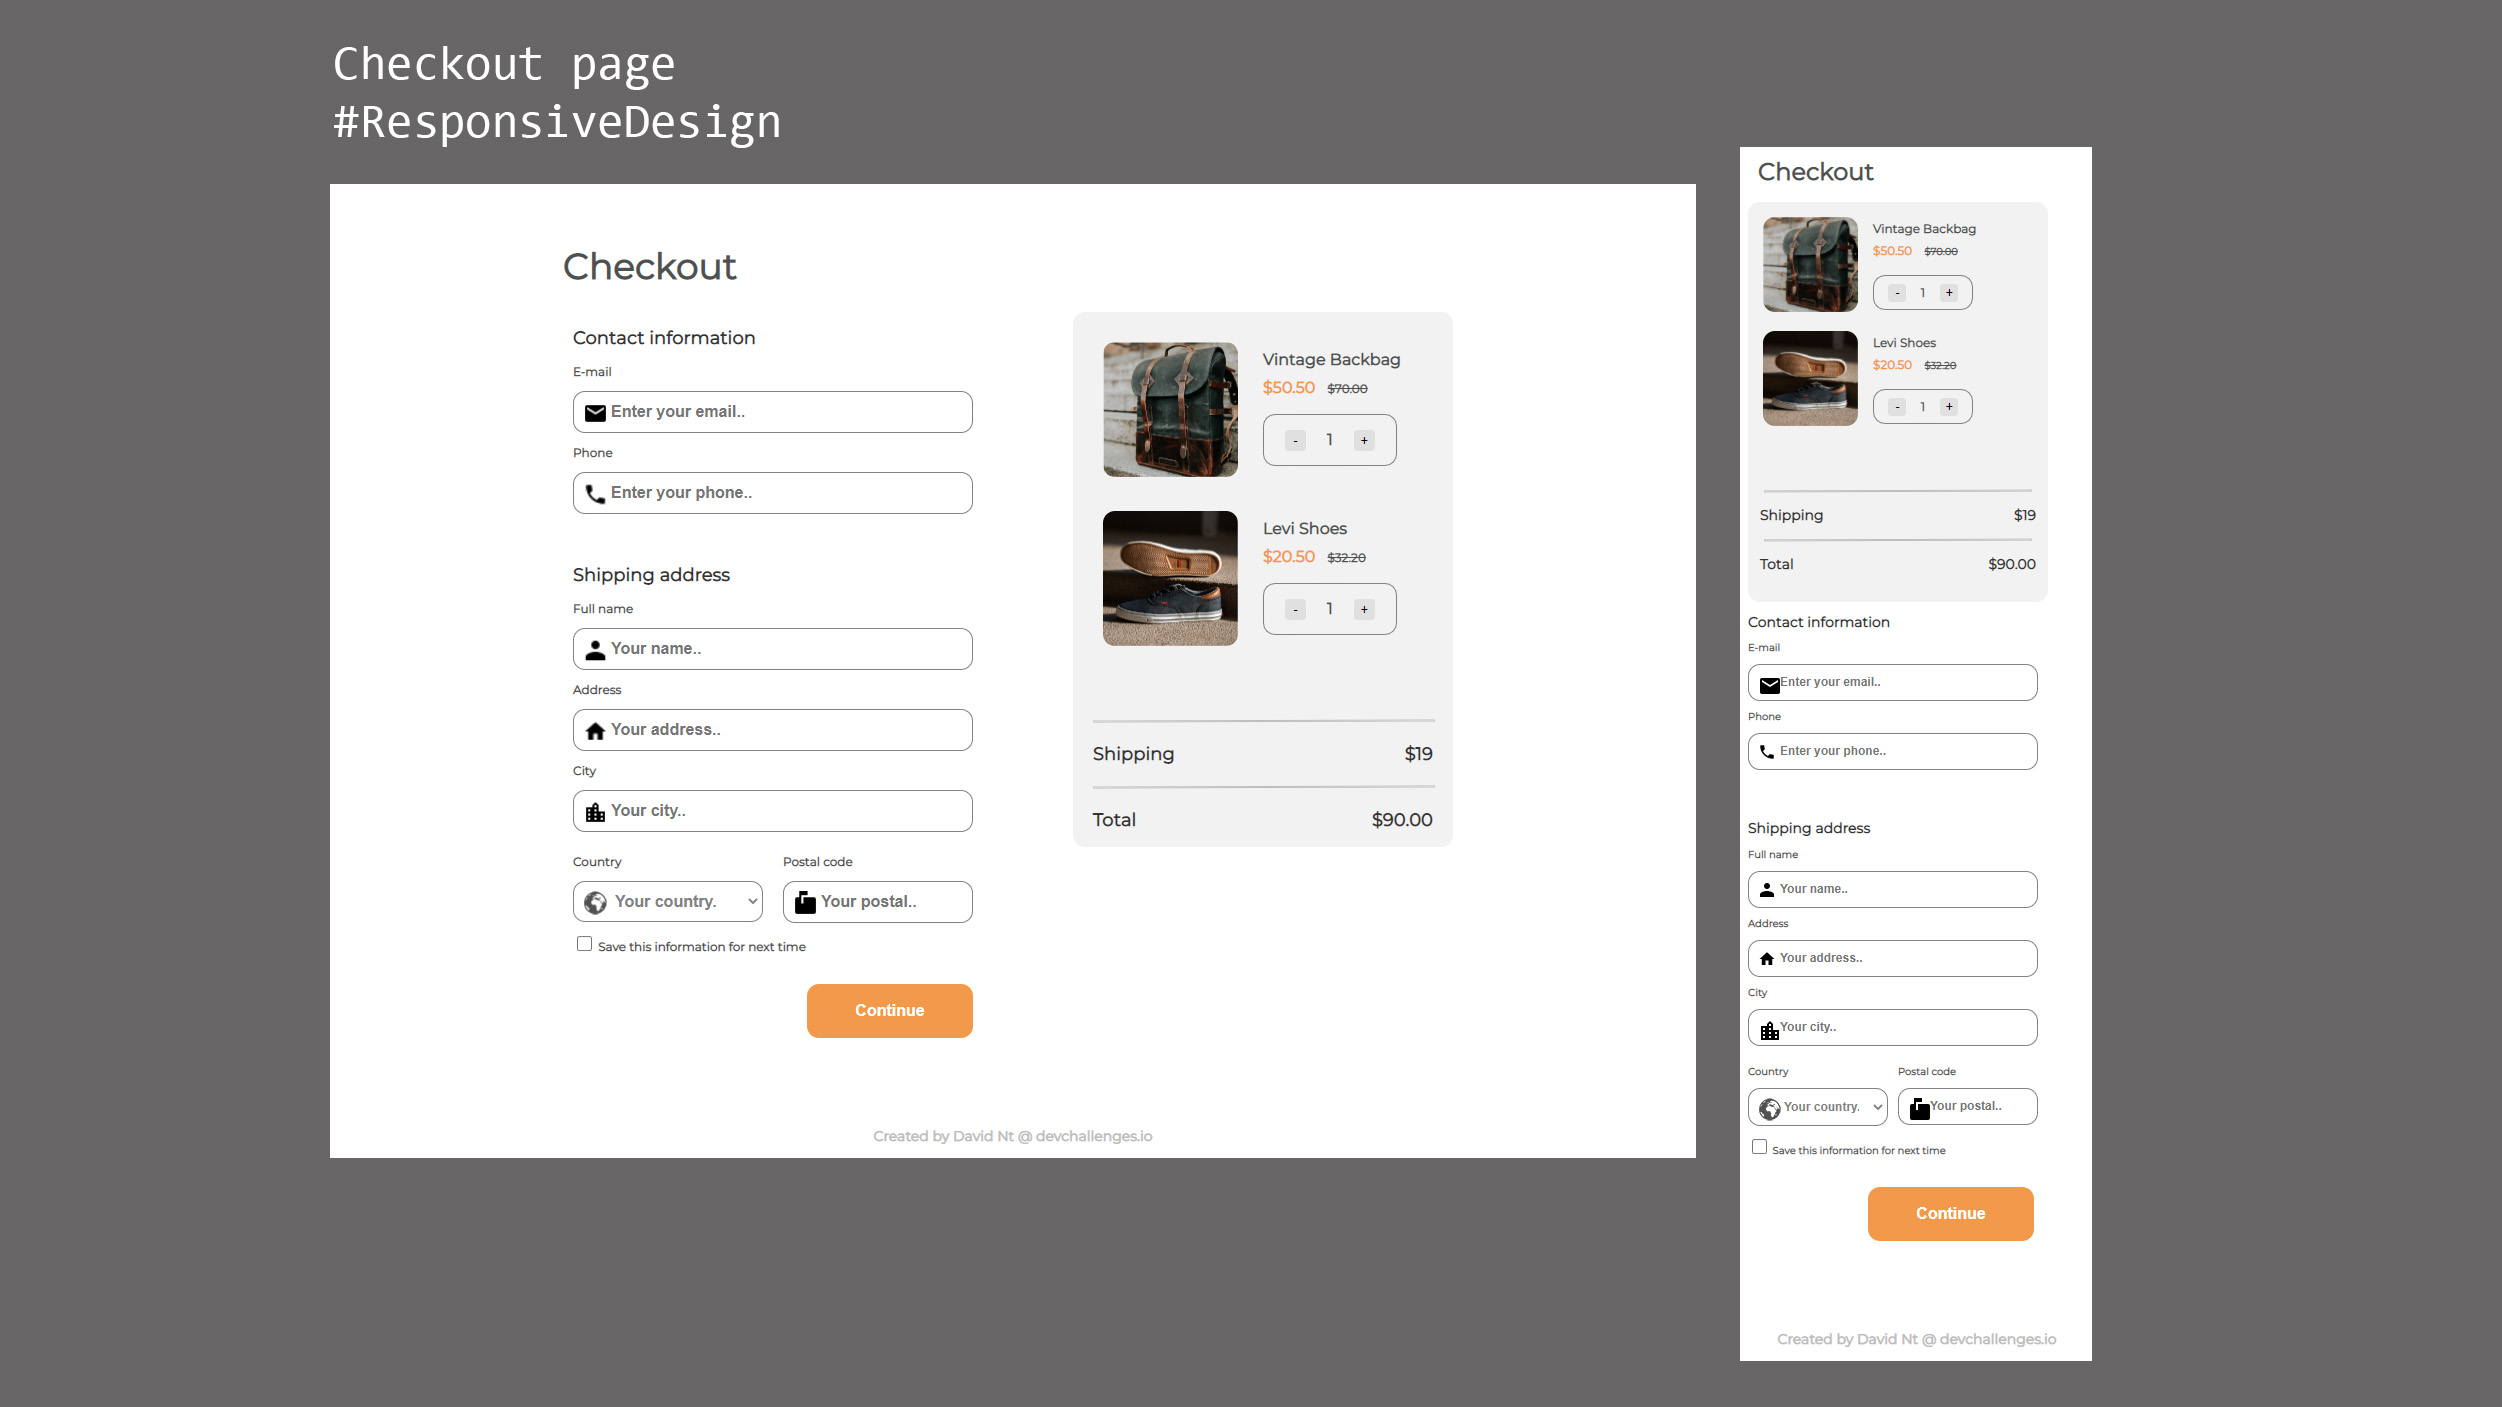 Checkout page
#ResponsiveDesign
Checkout
Contact information
E-mail
Enter your email..
Phone
Enter your phone..
Shipping address
Full name
Your name..
Address
Your address..
City
Your city..
Country Postal code
Your country. Your postal..
Save this information for next time
Continue
Vintage Backbag
$50.50 $70.00
- 1 +
Levi Shoes
$20.50 $32.20
- 1 +
Shipping $19
Total $90.00
Created by David Nt @ devchallenges.io
Checkout
Vintage Backbag
$50.50 $70.00
- 1 +
Levi Shoes
$20.50 $32.20
- 1 +
Shipping $19
Total $90.00
Contact information
E-mail
Enter your email..
Phone
Enter your phone..
Shipping address
Full name
Your name..
Address
Your address..
City
Your city..
Country Postal code
Your country. Your postal..
Save this information for next time
Continue
Created by David Nt @ devchallenges.io